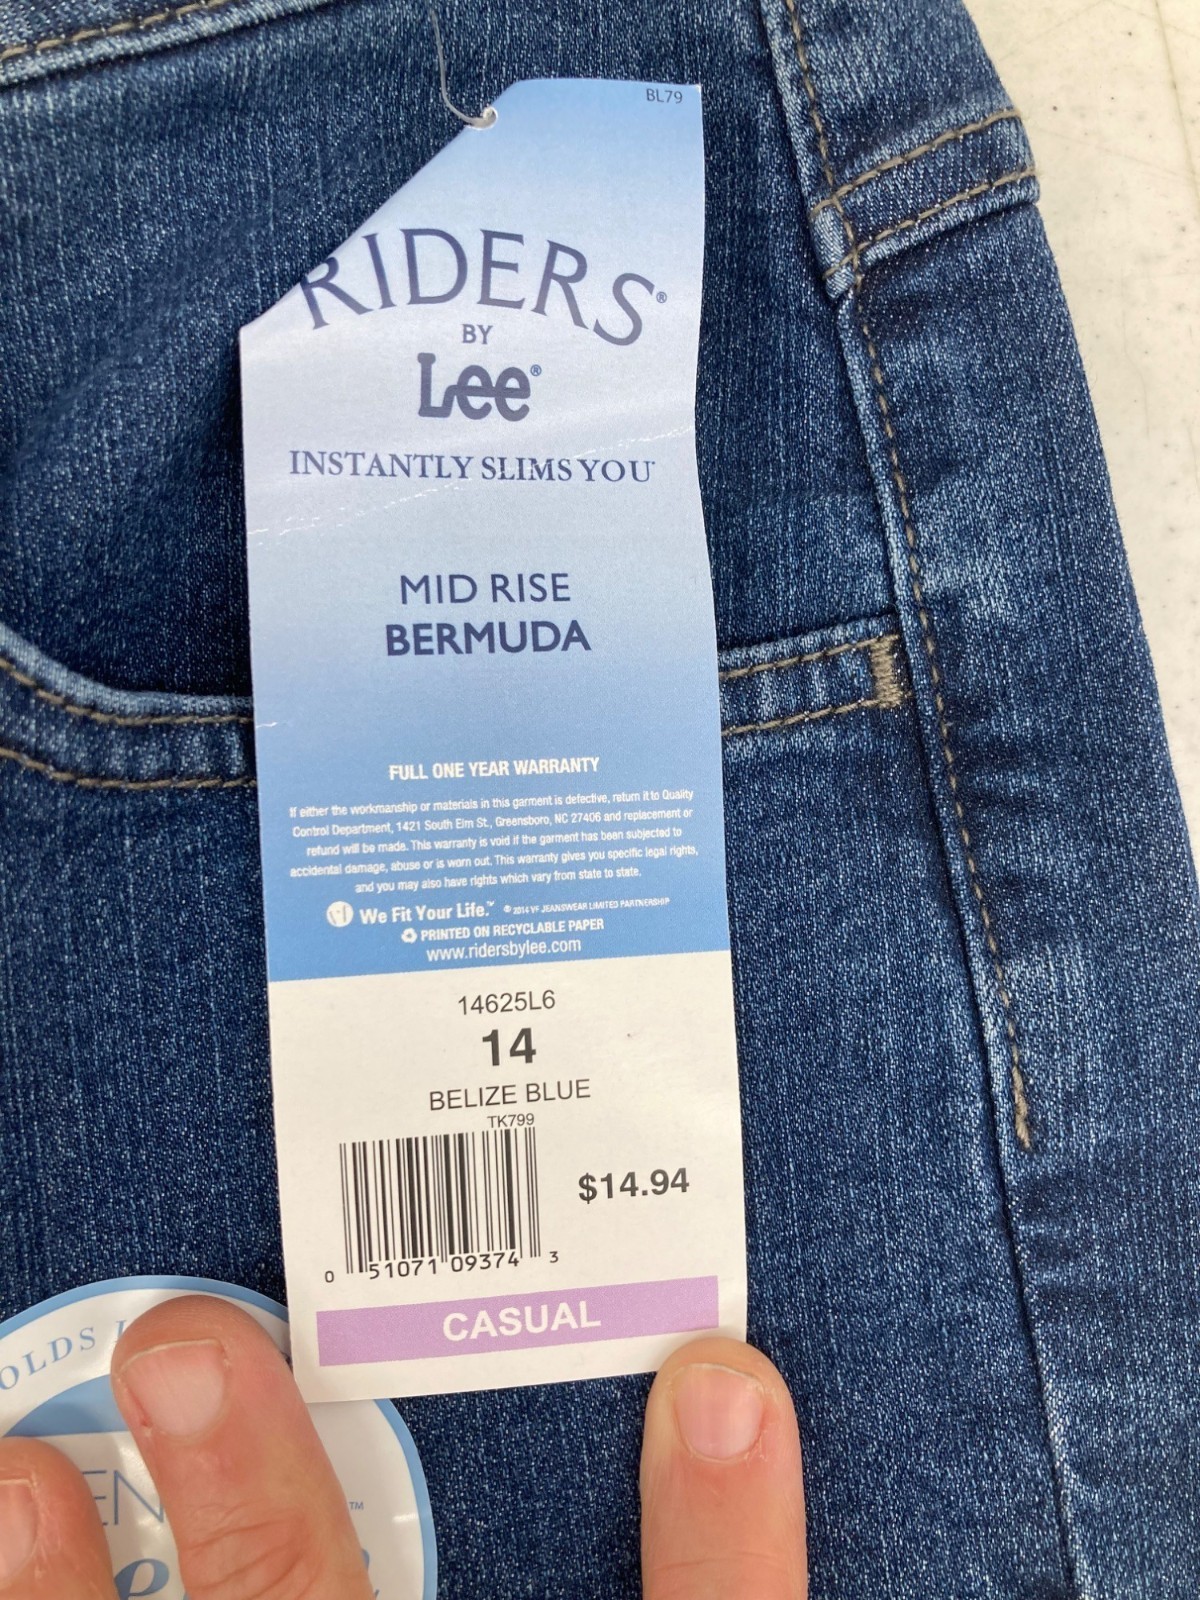 BL79
RIDERS®
BY
Lee®
INSTANTLY SLIMS YOU
MID RISE
BERMUDA
FULL ONE YEAR WARRANTY
If either the workmanship or materials in this garment is defective, return it to Quality
Control Department, 1421 South Elm St., Greensboro, NC 27406 and replacement or
refund will be made. This warranty is void if the garment has been subjected to
accidental damage, abuse or is worn out. This warranty gives you specific legal rights,
and you may also have rights which vary from state to state.
We Fit Your Life.™ © 2014 VF JEANSWEAR LIMITED PARTNERSHIP
PRINTED ON RECYCLABLE PAPER
www.ridersbylee.com
14625L6
14
BELIZE BLUE
TK799
$14.94
0 51071 09374 3
CASUAL
OLDS
EN ™